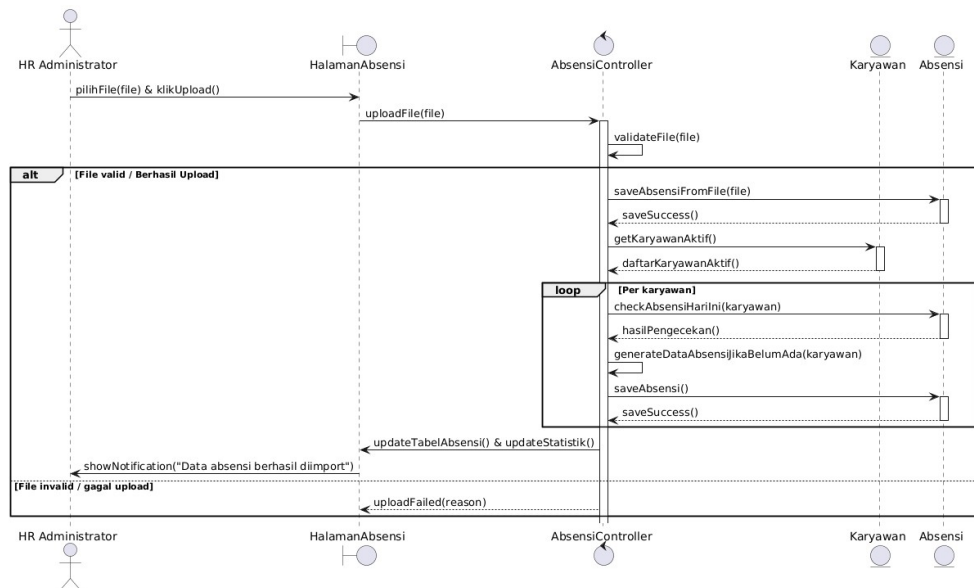 HR Administrator
HalamanAbsensi
AbsensiController
Karyawan
Absensi
pilihFile(file) & klikUpload()
uploadFile(file)
validateFile(file)
alt
[File valid / Berhasil Upload]
saveAbsensiFromFile(file)
saveSuccess()
getKaryawanAktif()
daftarKaryawanAktif()
loop
[Per karyawan]
checkAbsensiHariIni(karyawan)
hasilPengecekan()
generateDataAbsensiJikaBelumAda(karyawan)
saveAbsensi()
saveSuccess()
updateTabelAbsensi() & updateStatistik()
showNotification("Data absensi berhasil diimport")
[File invalid / gagal upload]
uploadFailed(reason)
HR Administrator
HalamanAbsensi
AbsensiController
Karyawan
Absensi